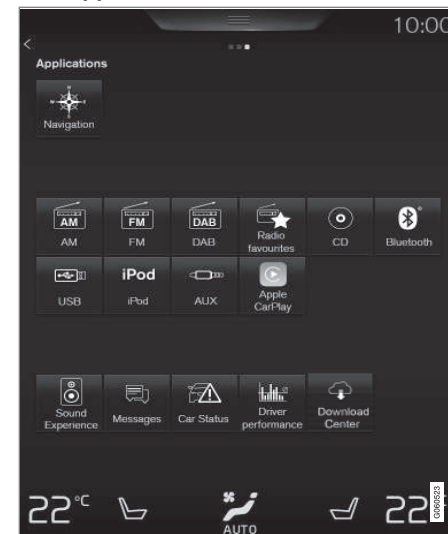 10:00
Applications
Navigation
AM FM DAB
AM FM DAB Radio favourites CD Bluetooth
iPod
USB iPod AUX Apple CarPlay
Sound Experience Messages Car Status Driver performance Download Center
22°C 22
AUTO
G060523